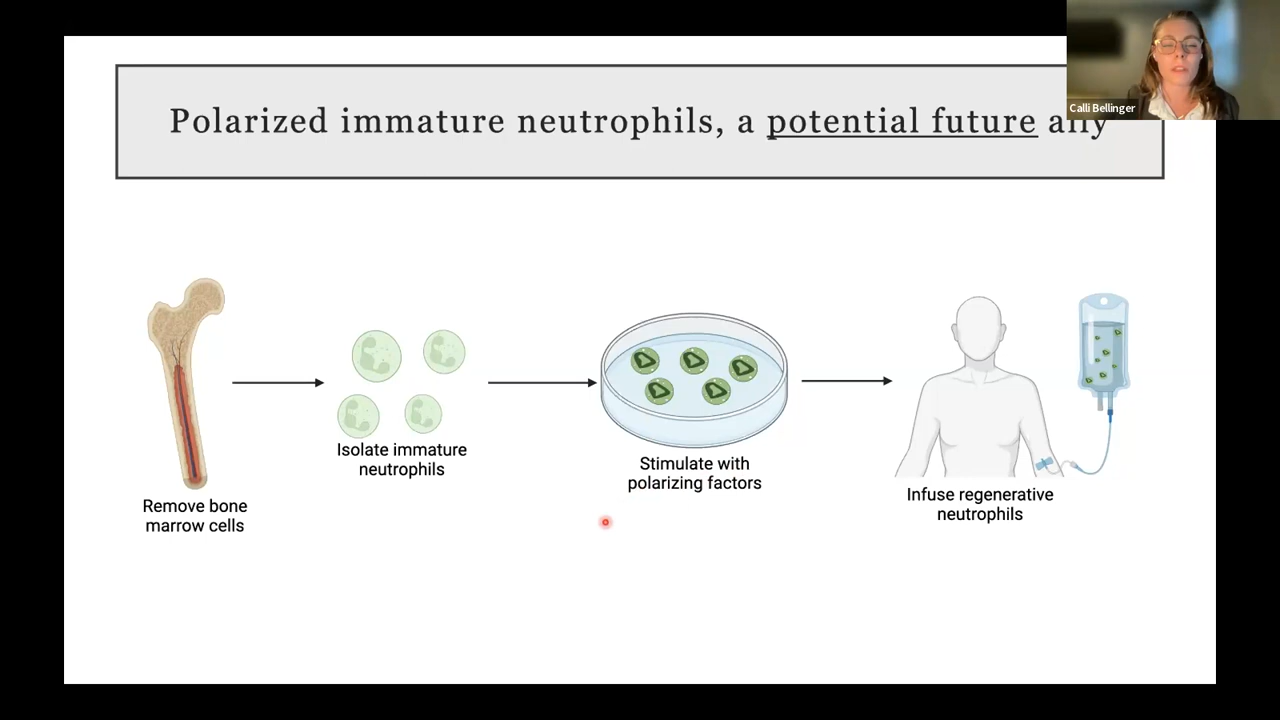 Calli Bellinger
Polarized immature neutrophils, a potential future ally
Remove bone
marrow cells
Isolate immature
neutrophils
Stimulate with
polarizing factors
Infuse regenerative
neutrophils